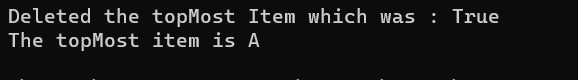 Deleted the topMost Item which was : True
The topMost item is A